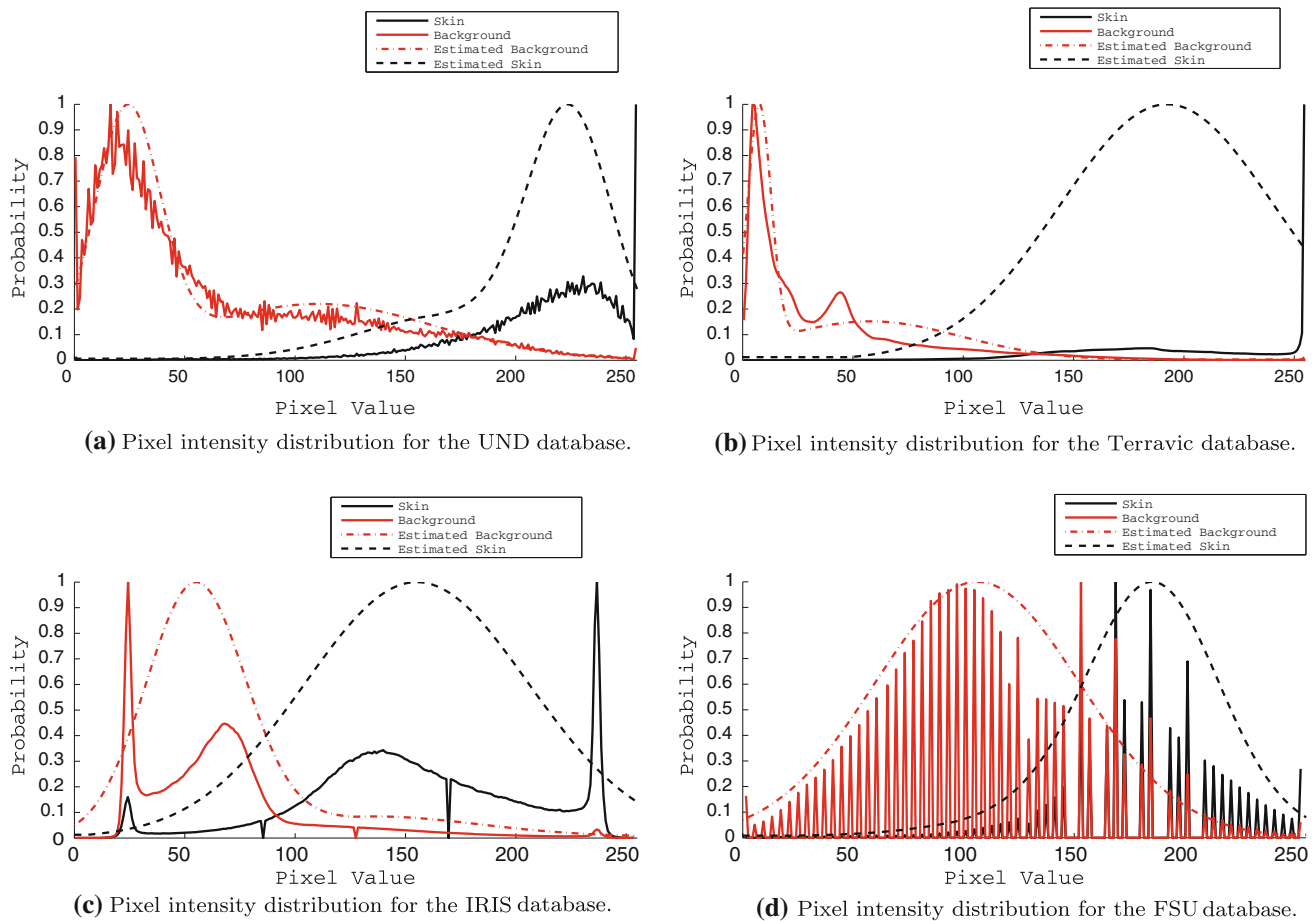 Skin
Background
Estimated Background
Estimated Skin
1
0.9
0.8
0.7
0.6
0.5
0.4
0.3
0.2
0.1
0
Probability
0 50 100 150 200 250
Pixel Value
(a) Pixel intensity distribution for the UND database.
Skin
Background
Estimated Background
Estimated Skin
1
0.9
0.8
0.7
0.6
0.5
0.4
0.3
0.2
0.1
0
Probability
0 50 100 150 200 250
Pixel Value
(b) Pixel intensity distribution for the Terravic database.
Skin
Background
Estimated Background
Estimated Skin
1
0.9
0.8
0.7
0.6
0.5
0.4
0.3
0.2
0.1
0
Probability
0 50 100 150 200 250
Pixel Value
(c) Pixel intensity distribution for the IRIS database.
Skin
Background
Estimated Background
Estimated Skin
1
0.9
0.8
0.7
0.6
0.5
0.4
0.3
0.2
0.1
0
Probability
0 50 100 150 200 250
Pixel Value
(d) Pixel intensity distribution for the FSU database.